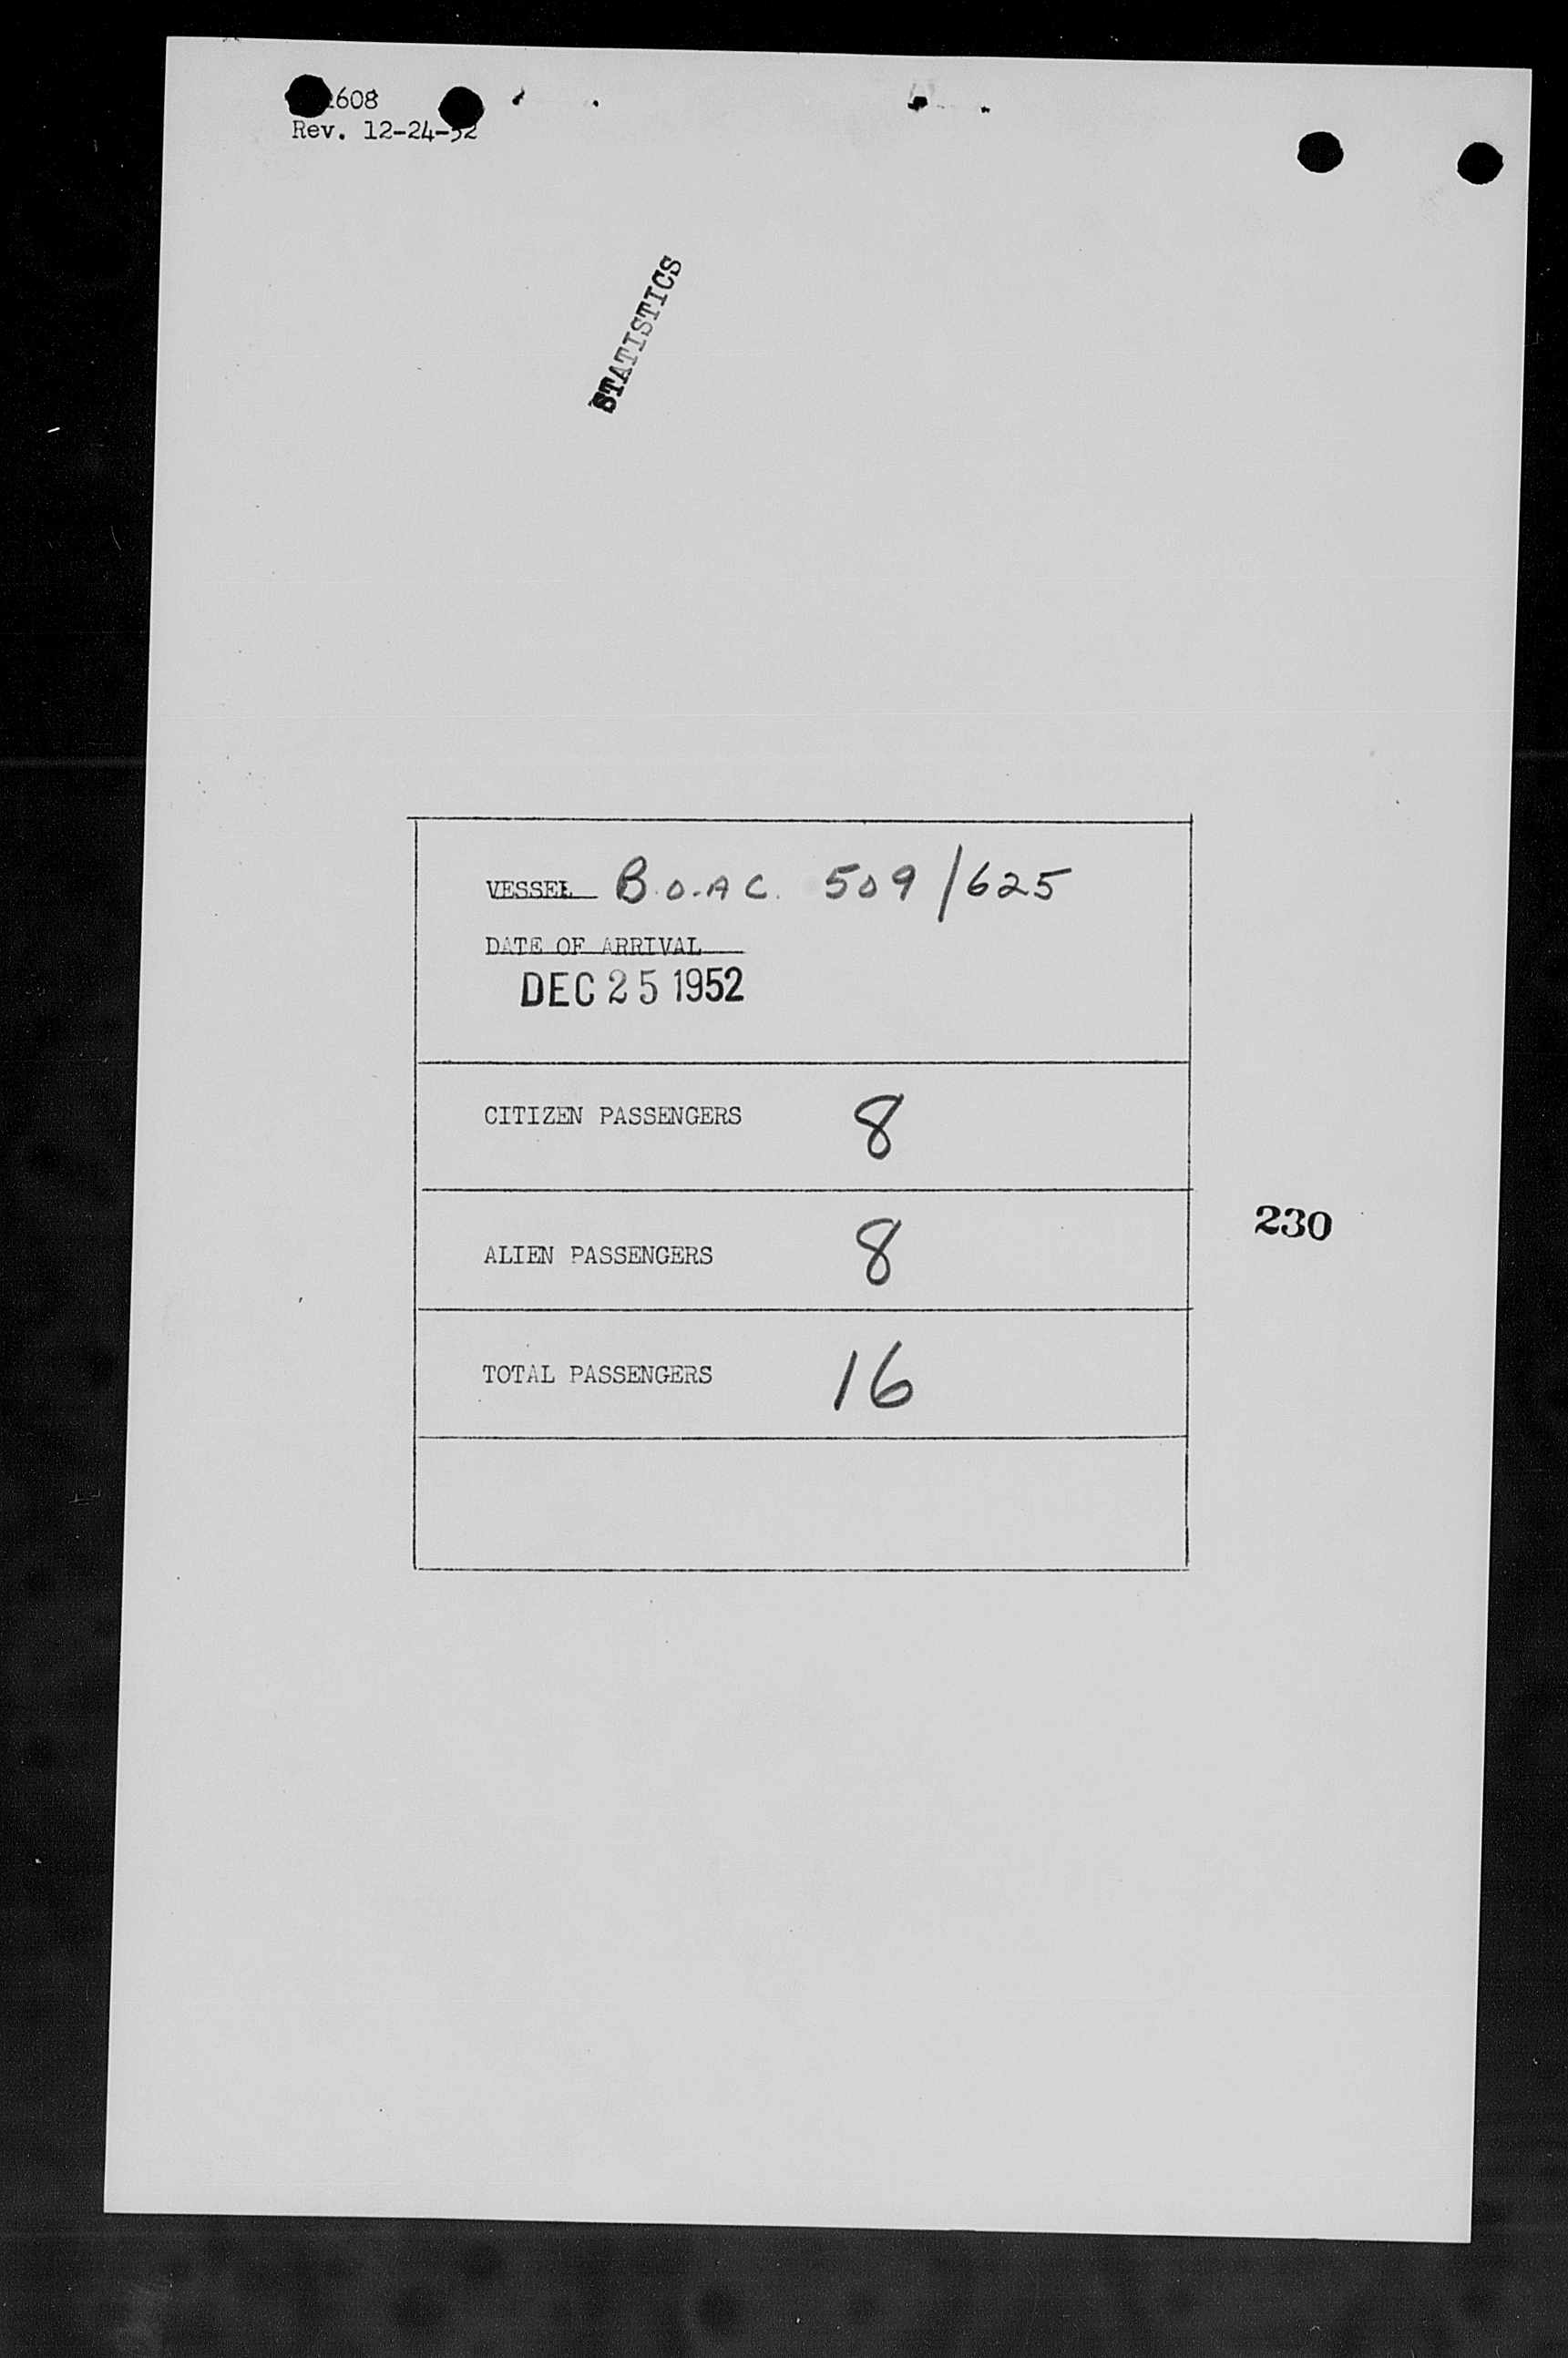 608
Rev. 12-24-52
STATISTICS
VESSEL B.O.A.C. 509/625
DATE OF ARRIVAL
DEC 25 1952
CITIZEN PASSENGERS 8
230
ALIEN PASSENGERS 8
TOTAL PASSENGERS 16